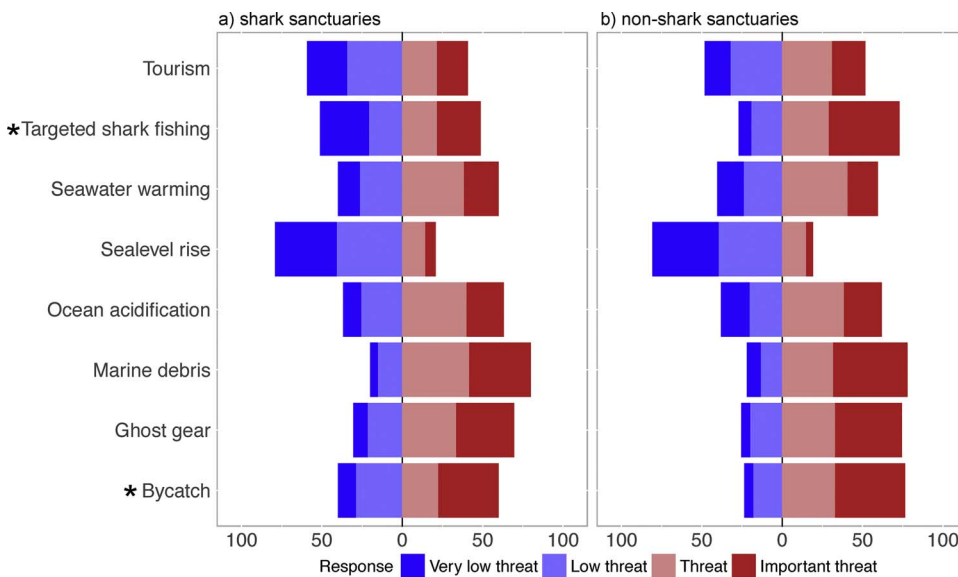 a) shark sanctuaries
b) non-shark sanctuaries
Tourism
*Targeted shark fishing
Seawater warming
Sealevel rise
Ocean acidification
Marine debris
Ghost gear
* Bycatch
100 50 0 50 100
100 50 0 50 100
Response Very low threat Low threat Threat Important threat